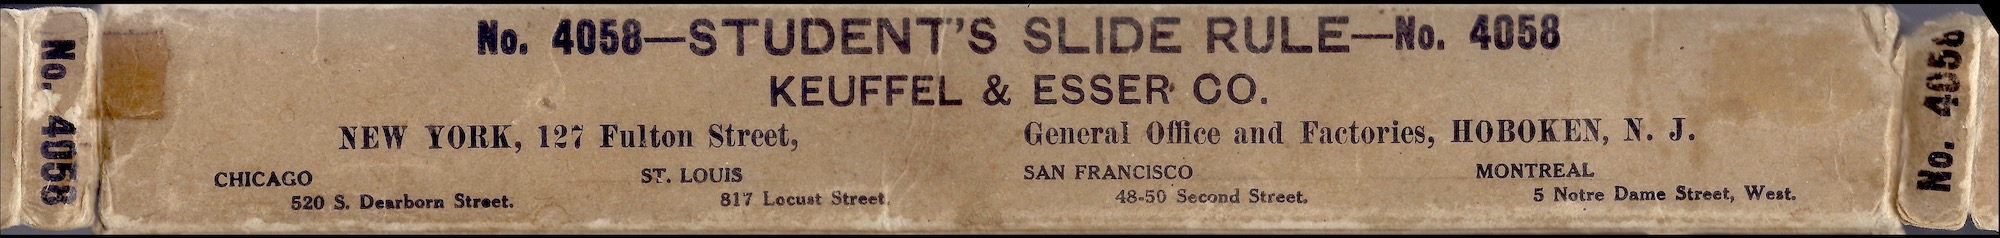 No. 4058—STUDENT'S SLIDE RULE—No. 4058
KEUFFEL & ESSER CO.
NEW YORK, 127 Fulton Street, General Office and Factories, HOBOKEN, N. J.
CHICAGO ST. LOUIS SAN FRANCISCO MONTREAL
520 S. Dearborn Street. 817 Locust Street. 48-50 Second Street. 5 Notre Dame Street, West.
No. 4058
No. 4058